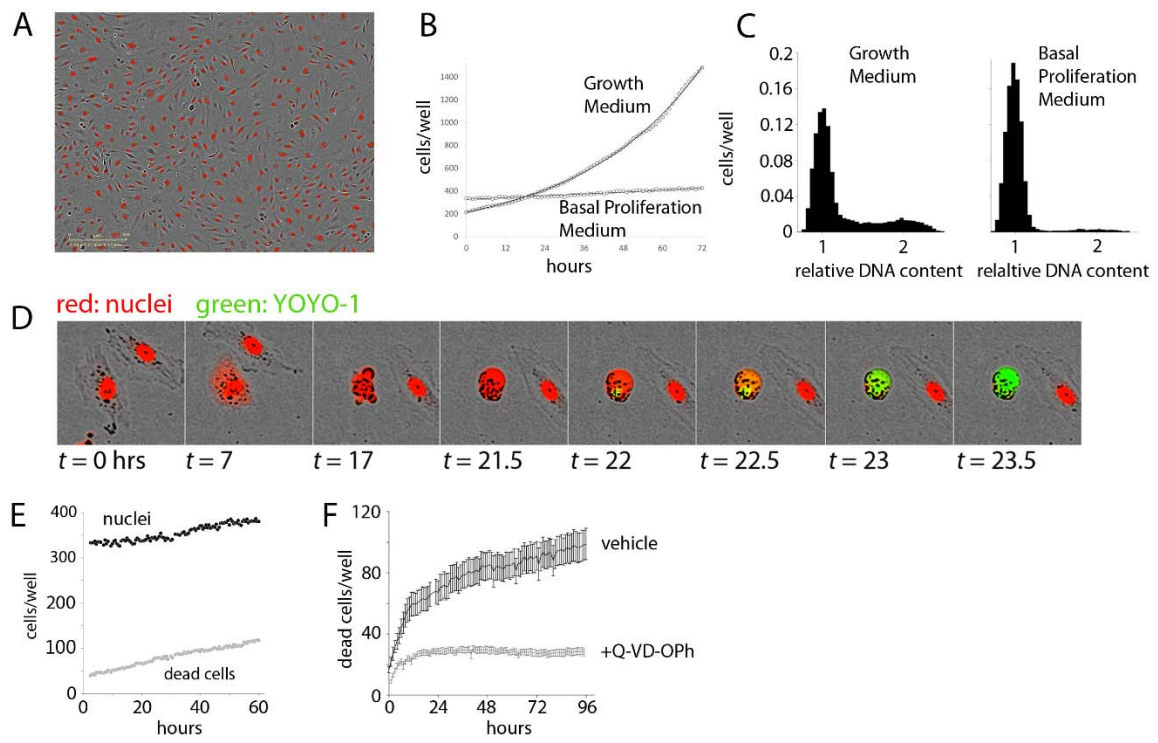 A
B
1400
1200
1000
800
600
400
200
0
cells/well
Growth
Medium
Basal Proliferation
Medium
0 12 24 36 48 60 72
hours
C
0.2
0.16
0.12
0.08
0.04
0
cells/well
Growth
Medium
1 2
relaltive DNA content
Basal
Proliferation
Medium
1 2
relaltive DNA content
red: nuclei green: YOYO-1
D
t = 0 hrs t = 7 t = 17 t = 21.5 t = 22 t = 22.5 t = 23 t = 23.5
E
400
300
200
100
0
cells/well
nuclei
dead cells
0 20 40 60
hours
F
120
80
40
0
dead cells/well
vehicle
+Q-VD-OPh
0 24 48 72 96
hours